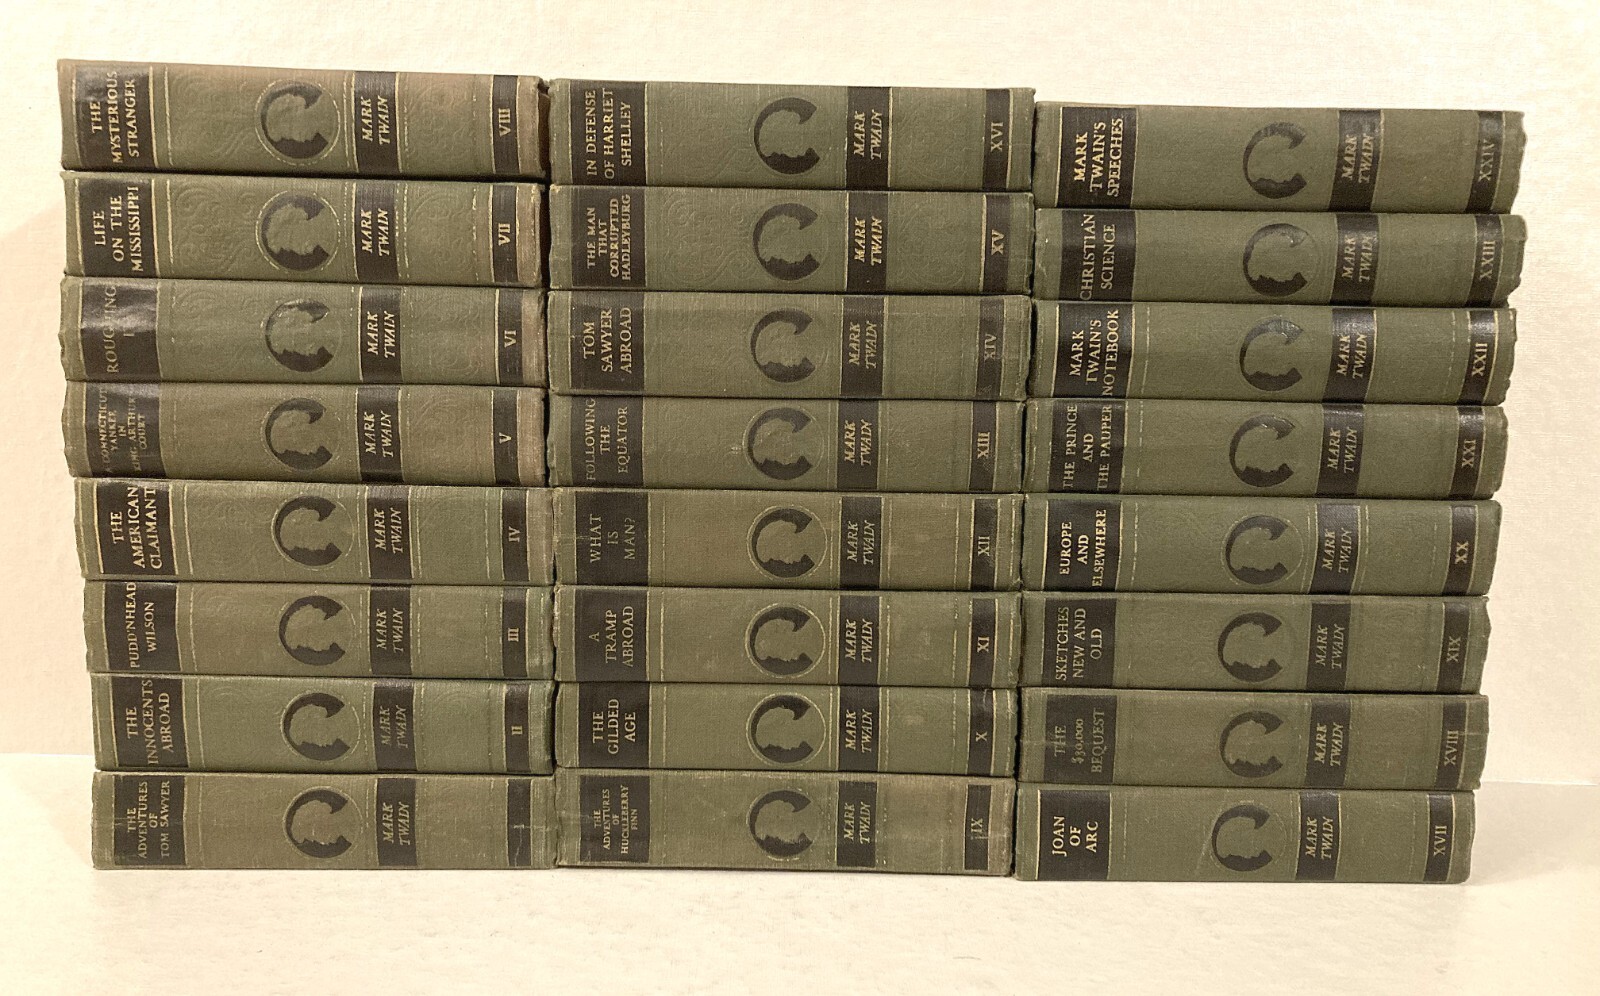 THE
MYSTERIOUS
STRANGER
MARK
TWAIN
VIII
LIFE
ON THE
MISSISSIPPI
MARK
TWAIN
VII
ROUGHING
MARK
TWAIN
VI
CONNECTICUT
YANKEE
IN
KING ARTHUR
COURT
MARK
TWAIN
V
THE
AMERICAN
CLAIMANT
MARK
TWAIN
IV
PUDD'NHEAD
WILSON
MARK
TWAIN
III
THE
INNOCENTS
ABROAD
MARK
TWAIN
II
THE
ADVENTURES
OF
TOM SAWYER
MARK
TWAIN
I
IN DEFENSE
OF HARRIET
SHELLEY
MARK
TWAIN
XVI
THE MAN
THAT
CORRUPTED
HADLEYBURG
MARK
TWAIN
XV
TOM
SAWYER
ABROAD
MARK
TWAIN
XIV
FOLLOWING
THE
EQUATOR
MARK
TWAIN
XIII
WHAT
IS
MAN?
MARK
TWAIN
XII
A
TRAMP
ABROAD
MARK
TWAIN
XI
THE
GILDED
AGE
MARK
TWAIN
X
THE
ADVENTURES
OF
HUCKLEBERRY
FINN
MARK
TWAIN
IX
MARK
TWAIN'S
SPEECHES
MARK
TWAIN
XXIV
CHRISTIAN
SCIENCE
MARK
TWAIN
XXIII
MARK
TWAIN'S
NOTEBOOK
MARK
TWAIN
XXII
THE PRINCE
AND
THE PAUPER
MARK
TWAIN
XXI
EUROPE
AND
ELSEWHERE
MARK
TWAIN
XX
SKETCHES
NEW AND
OLD
MARK
TWAIN
XIX
THE
$30,000
BEQUEST
MARK
TWAIN
XVIII
JOAN
OF
ARC
MARK
TWAIN
XVII